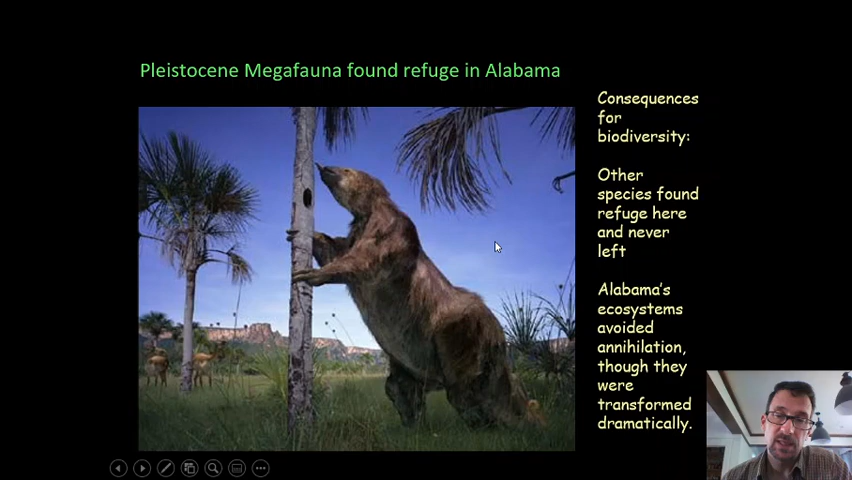 Pleistocene Megafauna found refuge in Alabama
Consequences
for
biodiversity:
Other
species found
refuge here
and never
left
Alabama's
ecosystems
avoided
annihilation,
though they
were
transformed
dramatically.